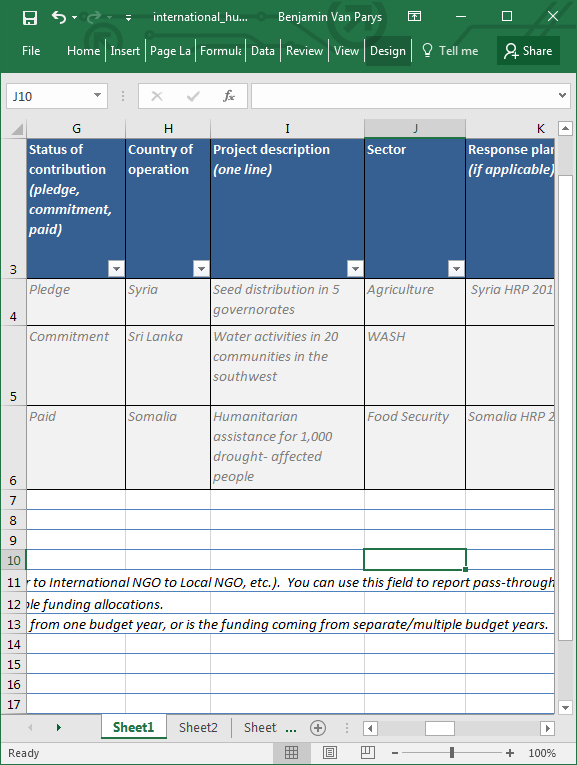 international_hu... Benjamin Van Parys
File Home Insert Page La Formula Data Review View Design Tell me Share
J10 fx
G H I J K
3 Status of contribution (pledge, commitment, paid) Country of operation Project description (one line) Sector Response plan (if applicable)
4 Pledge Syria Seed distribution in 5 governorates Agriculture Syria HRP 201
5 Commitment Sri Lanka Water activities in 20 communities in the southwest WASH
6 Paid Somalia Humanitarian assistance for 1,000 drought- affected people Food Security Somalia HRP 2
7
8
9
10
11 r to International NGO to Local NGO, etc.). You can use this field to report pass-through
12 ble funding allocations.
13 from one budget year, or is the funding coming from separate/multiple budget years.
14
15
16
17
Sheet1 Sheet2 Sheet ...
Ready 100%